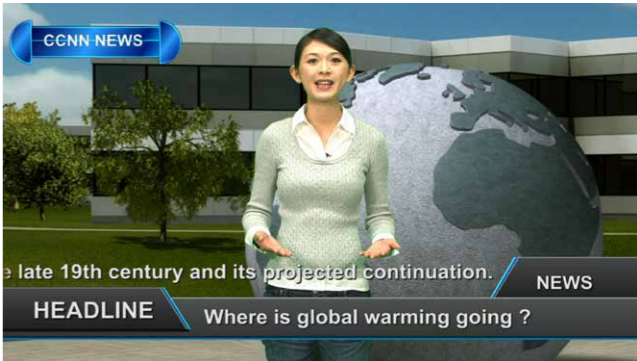 CCNN NEWS
e late 19th century and its projected continuation.
NEWS
HEADLINE
Where is global warming going ?